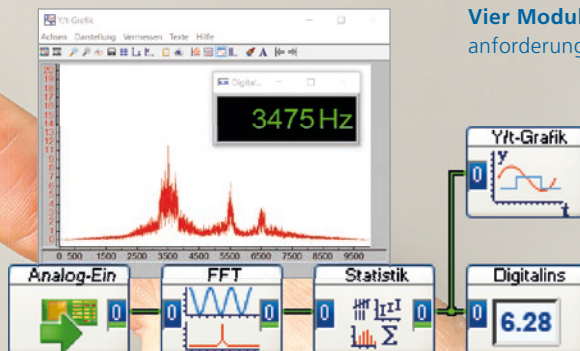 Vier Modul
anforderung
Y/t-Grafik
Achsen Darstellung Vermessen Texte Hilfe
Digital...
3475 Hz
20
19
18
17
16
15
14
13
12
11
10
9
8
7
6
5
4
3
2
1
0
0 500 1500 2500 3500 4500 5500 6500 7500 8500 9500
Y/t-Grafik
0
y
t
Analog-Ein
0
FFT
0 0
Statistik
0 0
Digitalins
0
6.28